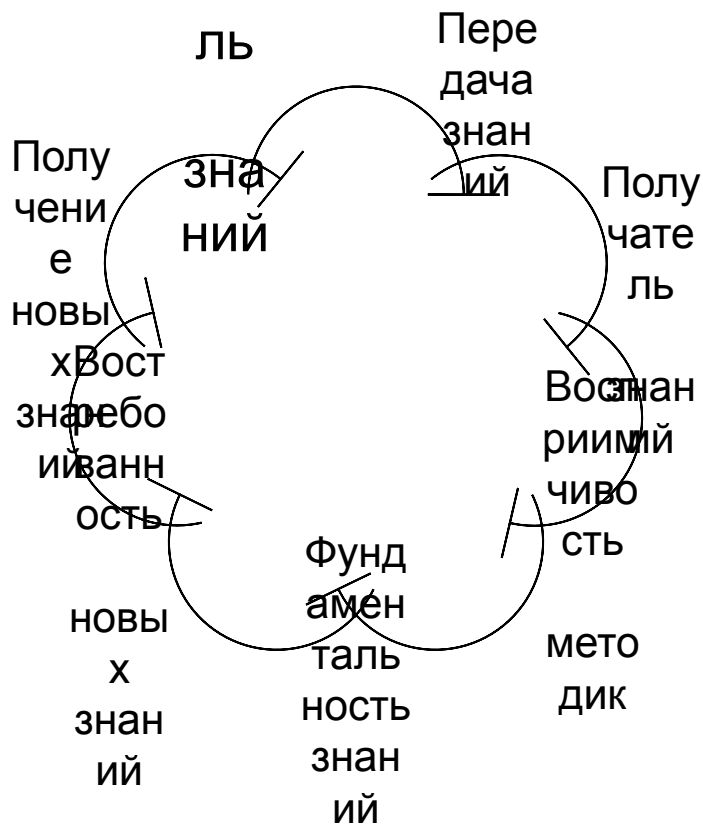 ль
зна
ний
Пере
дача
знан
ий
Полу
чате
ль
знан
ий
Восп
риим
чиво
сть
мето
дик
Фунд
амен
таль
ность
знан
ий
Вост
ребо
ванн
ость
новы
х
знан
ий
Полу
чени
е
новы
х
знан
ий